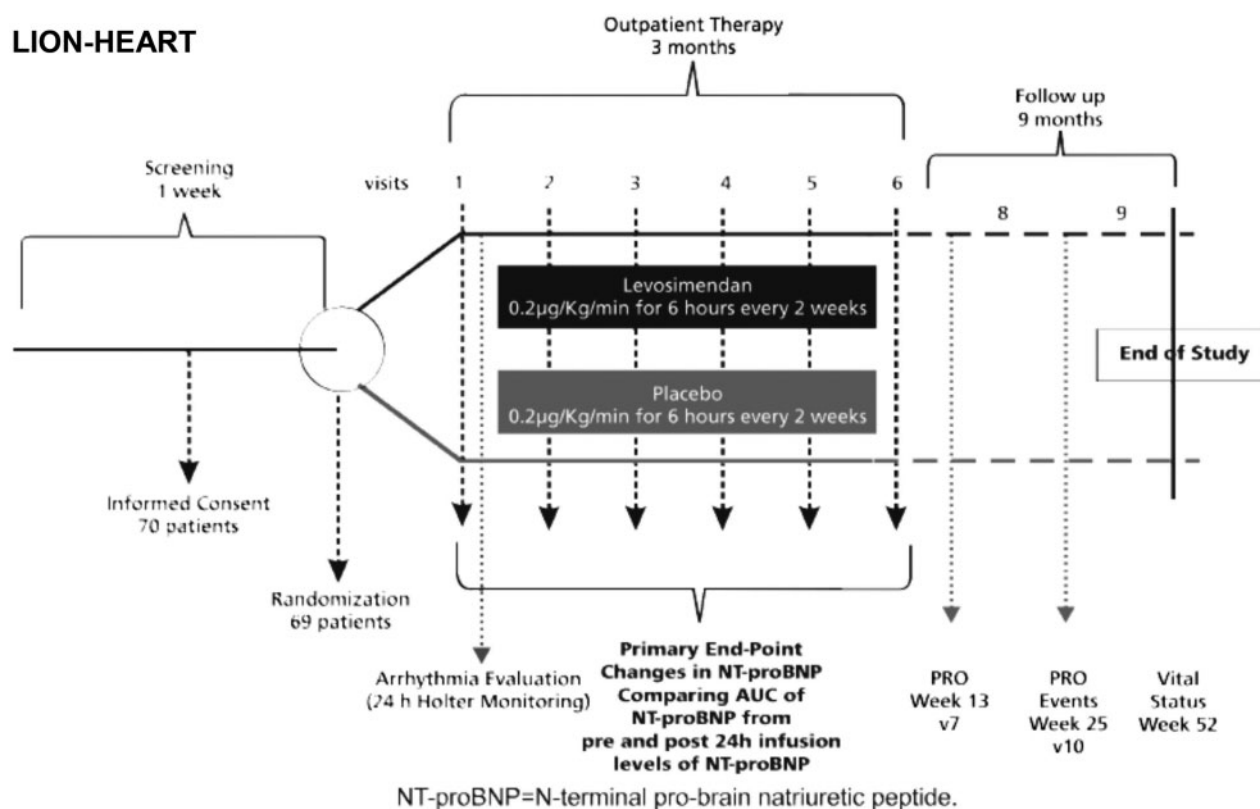 LION-HEART
Outpatient Therapy
3 months
Follow up
9 months
Screening
1 week
visits 1 2 3 4 5 6
8 9
Levosimendan
0.2µg/Kg/min for 6 hours every 2 weeks
Placebo
0.2µg/Kg/min for 6 hours every 2 weeks
End of Study
Informed Consent
70 patients
Randomization
69 patients
Arrhythmia Evaluation
(24 h Holter Monitoring)
Primary End-Point
Changes in NT-proBNP
Comparing AUC of
NT-proBNP from
pre and post 24h infusion
levels of NT-proBNP
PRO
Week 13
v7
PRO
Events
Week 25
v10
Vital
Status
Week 52
NT-proBNP=N-terminal pro-brain natriuretic peptide.